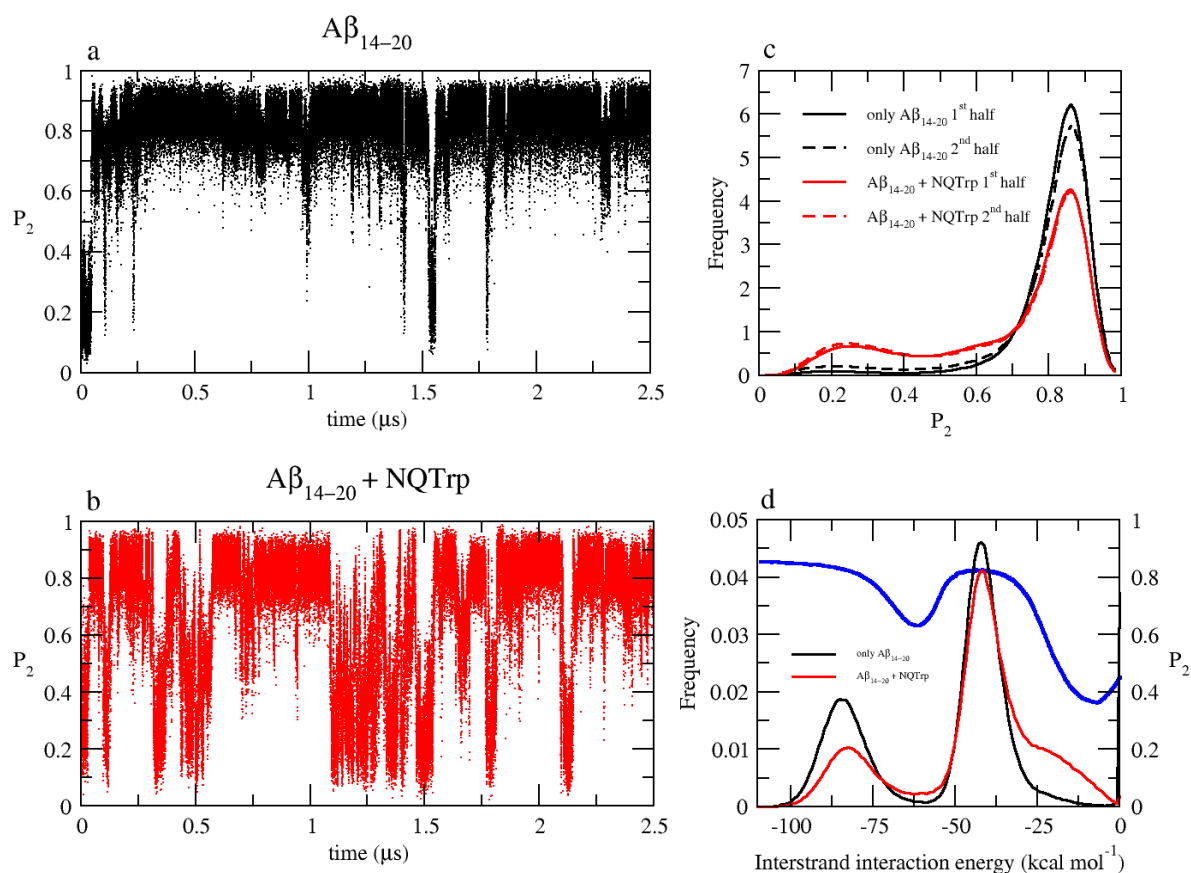 Aβ14–20
a
P2
1
0.8
0.6
0.4
0.2
0
0 0.5 1 1.5 2 2.5
time (μs)
c
Frequency
7
6
5
4
3
2
1
0
only Aβ14-20 1st half
only Aβ14-20 2nd half
Aβ14-20 + NQTrp 1st half
Aβ14-20 + NQTrp 2nd half
0 0.2 0.4 0.6 0.8 1
P2
Aβ14–20 + NQTrp
b
P2
1
0.8
0.6
0.4
0.2
0
0 0.5 1 1.5 2 2.5
time (μs)
d
Frequency
0.05
0.04
0.03
0.02
0.01
0
only Aβ14-20
Aβ14-20 + NQTrp
1
0.8
0.6
0.4
0.2
0
P2
-100 -75 -50 -25 0
Interstrand interaction energy (kcal mol-1)